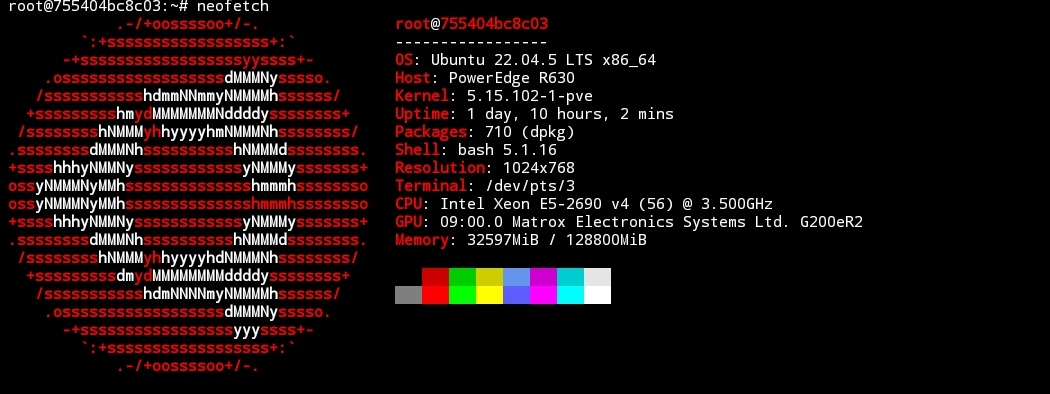 root@755404bc8c03:~# neofetch
            .-/+oossssoo+/-.               root@755404bc8c03
        `:+ssssssssssssssssss+:`           -----------------
      -+ssssssssssssssssssyyssss+-         OS: Ubuntu 22.04.5 LTS x86_64
    .ossssssssssssssssssdMMMNysssso.       Host: PowerEdge R630
   /ssssssssssshdmmNNmmyNMMMMhssssss/      Kernel: 5.15.102-1-pve
  +ssssssssshmydMMMMMMMNddddyssssssss+     Uptime: 1 day, 10 hours, 2 mins
 /sssssssshNMMMyhhyyyyhmNMMMNhssssssss/    Packages: 710 (dpkg)
.ssssssssdMMMNhsssssssssshNMMMdssssssss.   Shell: bash 5.1.16
+sssshhhyNMMNyssssssssssssyNMMMysssssss+   Resolution: 1024x768
ossyNMMMNyMMhsssssssssssssshmmmhssssssso   Terminal: /dev/pts/3
ossyNMMMNyMMhsssssssssssssshmmmhssssssso   CPU: Intel Xeon E5-2690 v4 (56) @ 3.500GHz
+sssshhhyNMMNyssssssssssssyNMMMysssssss+   GPU: 09:00.0 Matrox Electronics Systems Ltd. G200eR2
.ssssssssdMMMNhsssssssssshNMMMdssssssss.   Memory: 32597MiB / 128800MiB
 /sssssssshNMMMyhhyyyyhdNMMMNhssssssss/
  +sssssssssdmydMMMMMMMMddddyssssssss+
   /ssssssssssshdmNNNNmyNMMMMhssssss/
    .ossssssssssssssssssdMMMNysssso.
      -+sssssssssssssssssyyyssss+-
        `:+ssssssssssssssssss+:`
            .-/+oossssoo+/-.